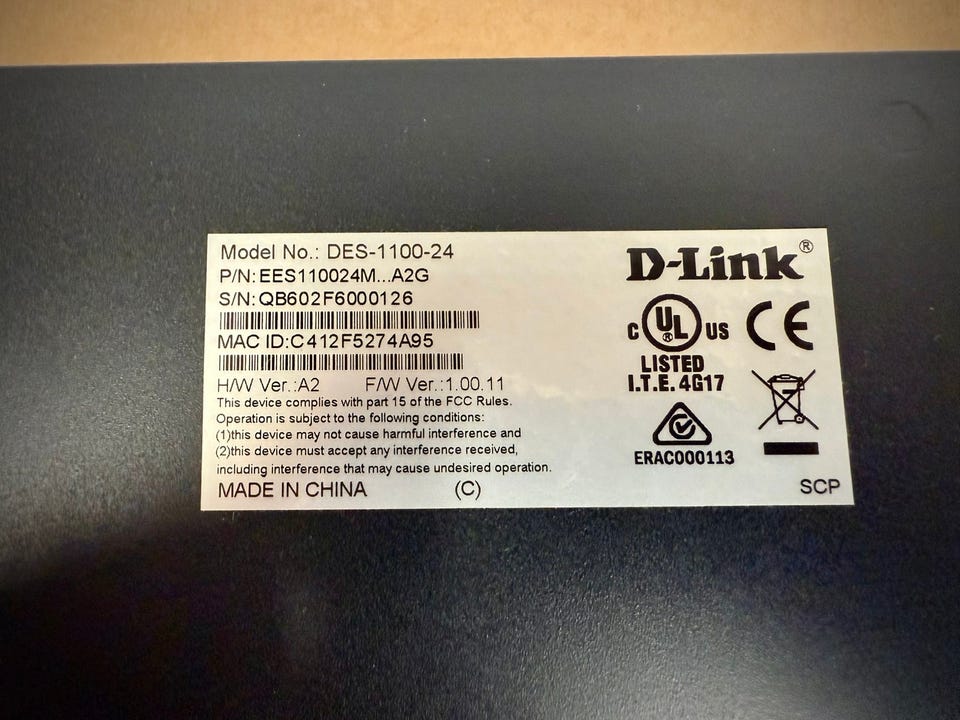 Model No.: DES-1100-24
P/N: EES110024M...A2G
S/N: QB602F6000126
MAC ID:C412F5274A95
H/W Ver.:A2 F/W Ver.:1.00.11
This device complies with part 15 of the FCC Rules.
Operation is subject to the following conditions:
(1)this device may not cause harmful interference and
(2)this device must accept any interference received,
including interference that may cause undesired operation.
MADE IN CHINA (C)
D-Link®
C UL ® US
LISTED
I.T.E. 4G17
CE
ERAC000113
SCP